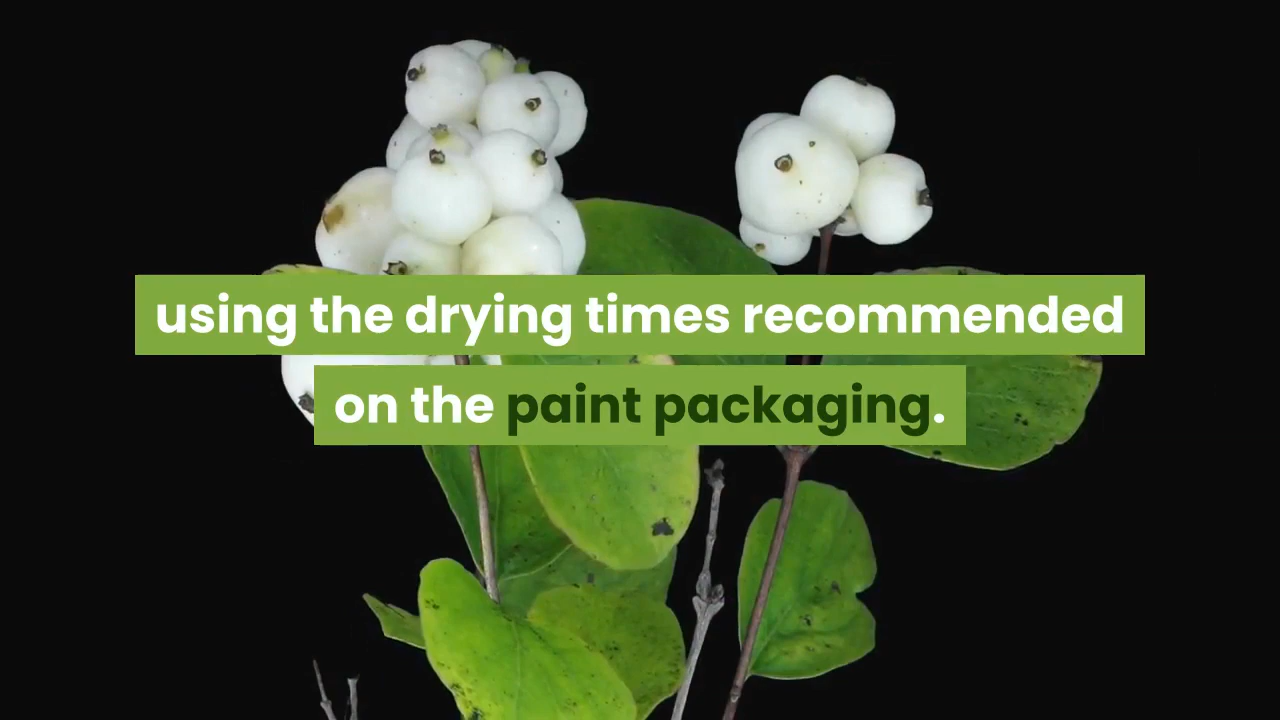 using the drying times recommended
on the paint packaging.